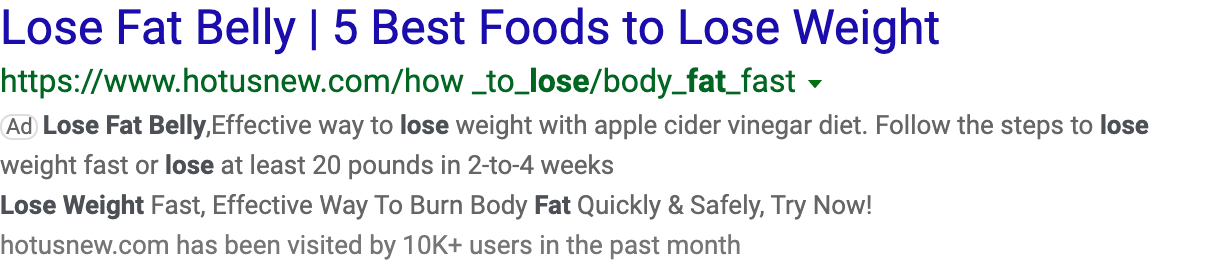 Lose Fat Belly | 5 Best Foods to Lose Weight
https://www.hotusnew.com/how _to_lose/body_fat_fast
Ad Lose Fat Belly,Effective way to lose weight with apple cider vinegar diet. Follow the steps to lose
weight fast or lose at least 20 pounds in 2-to-4 weeks
Lose Weight Fast, Effective Way To Burn Body Fat Quickly & Safely, Try Now!
hotusnew.com has been visited by 10K+ users in the past month